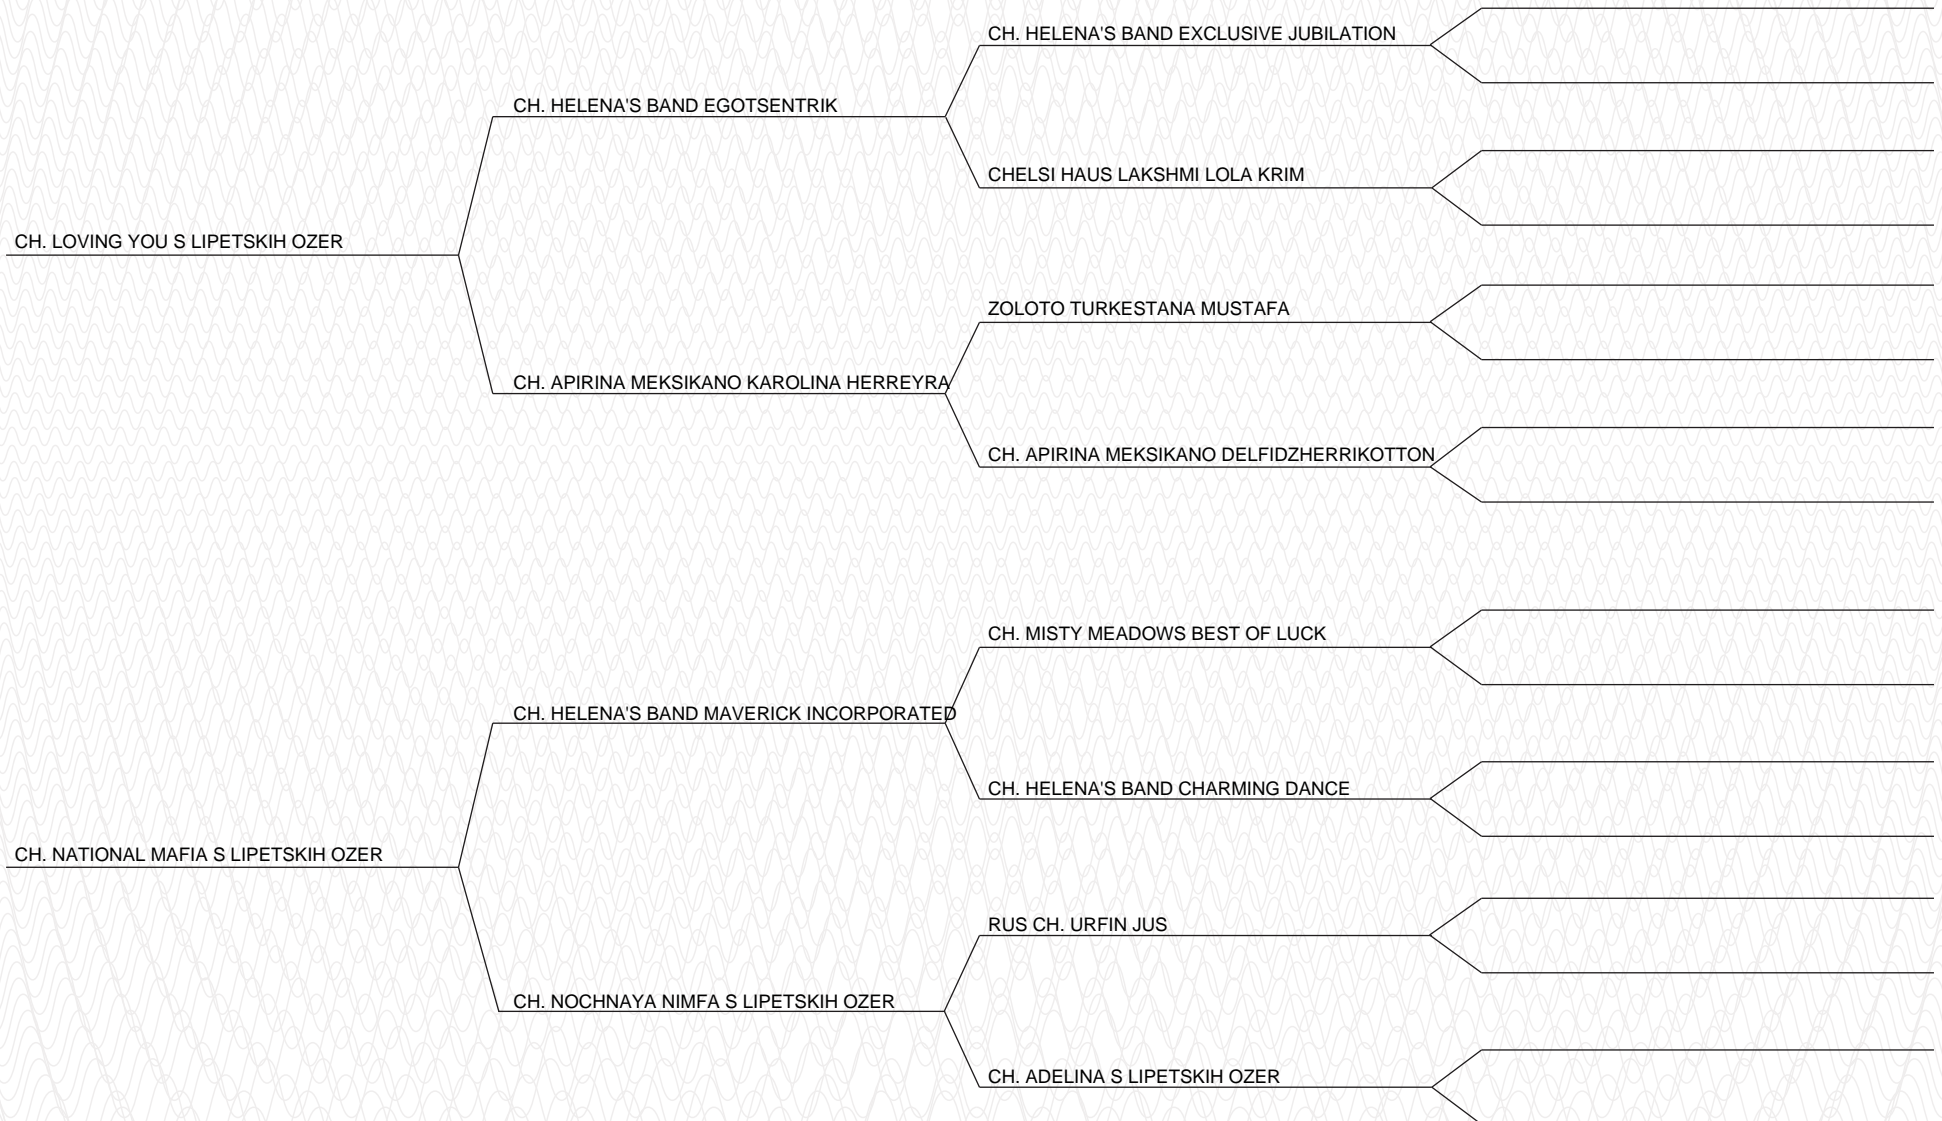 CH. HELENA'S BAND EXCLUSIVE JUBILATION
CH. HELENA'S BAND EGOTSENTRIK
CHELSI HAUS LAKSHMI LOLA KRIM
CH. LOVING YOU S LIPETSKIH OZER
ZOLOTO TURKESTANA MUSTAFA
CH. APIRINA MEKSIKANO KAROLINA HERREYRA
CH. APIRINA MEKSIKANO DELFIDZHERRIKOTTON
CH. MISTY MEADOWS BEST OF LUCK
CH. HELENA'S BAND MAVERICK INCORPORATED
CH. HELENA'S BAND CHARMING DANCE
CH. NATIONAL MAFIA S LIPETSKIH OZER
RUS CH. URFIN JUS
CH. NOCHNAYA NIMFA S LIPETSKIH OZER
CH. ADELINA S LIPETSKIH OZER